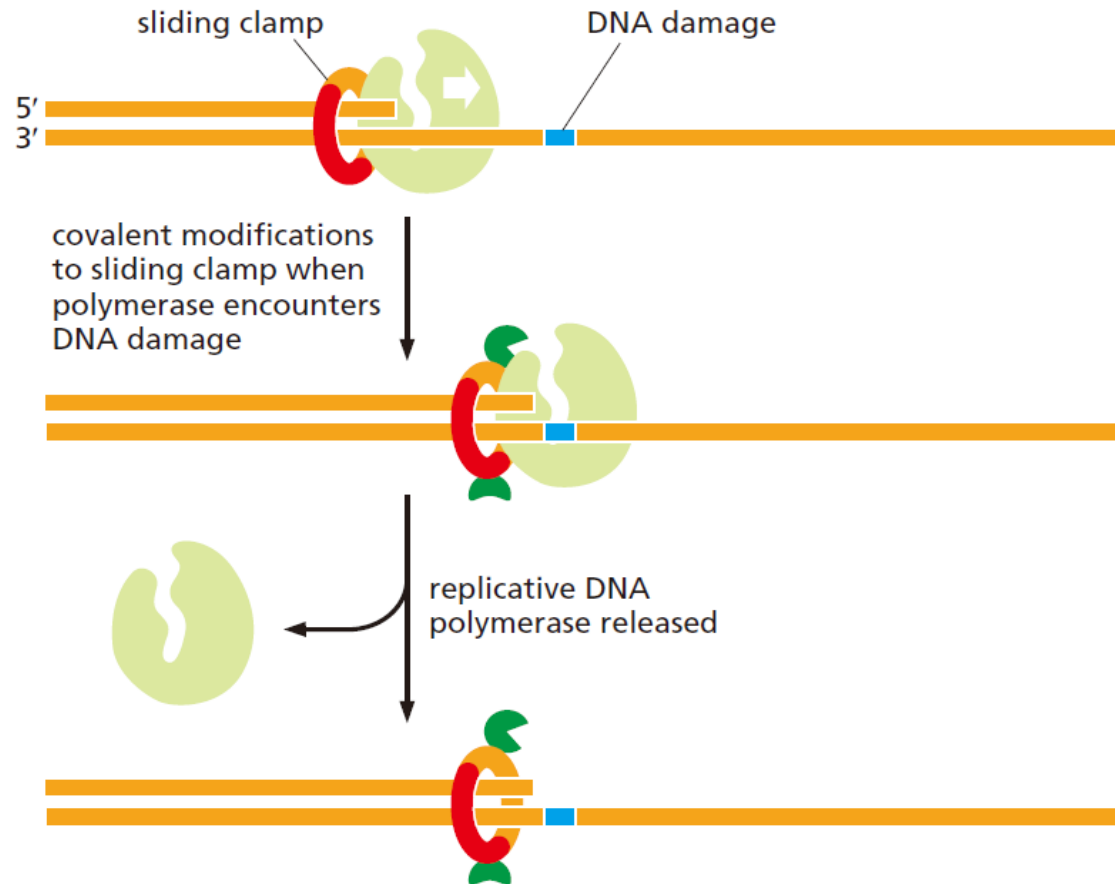 sliding clamp
DNA damage
5′
3′
covalent modifications
to sliding clamp when
polymerase encounters
DNA damage
replicative DNA
polymerase released